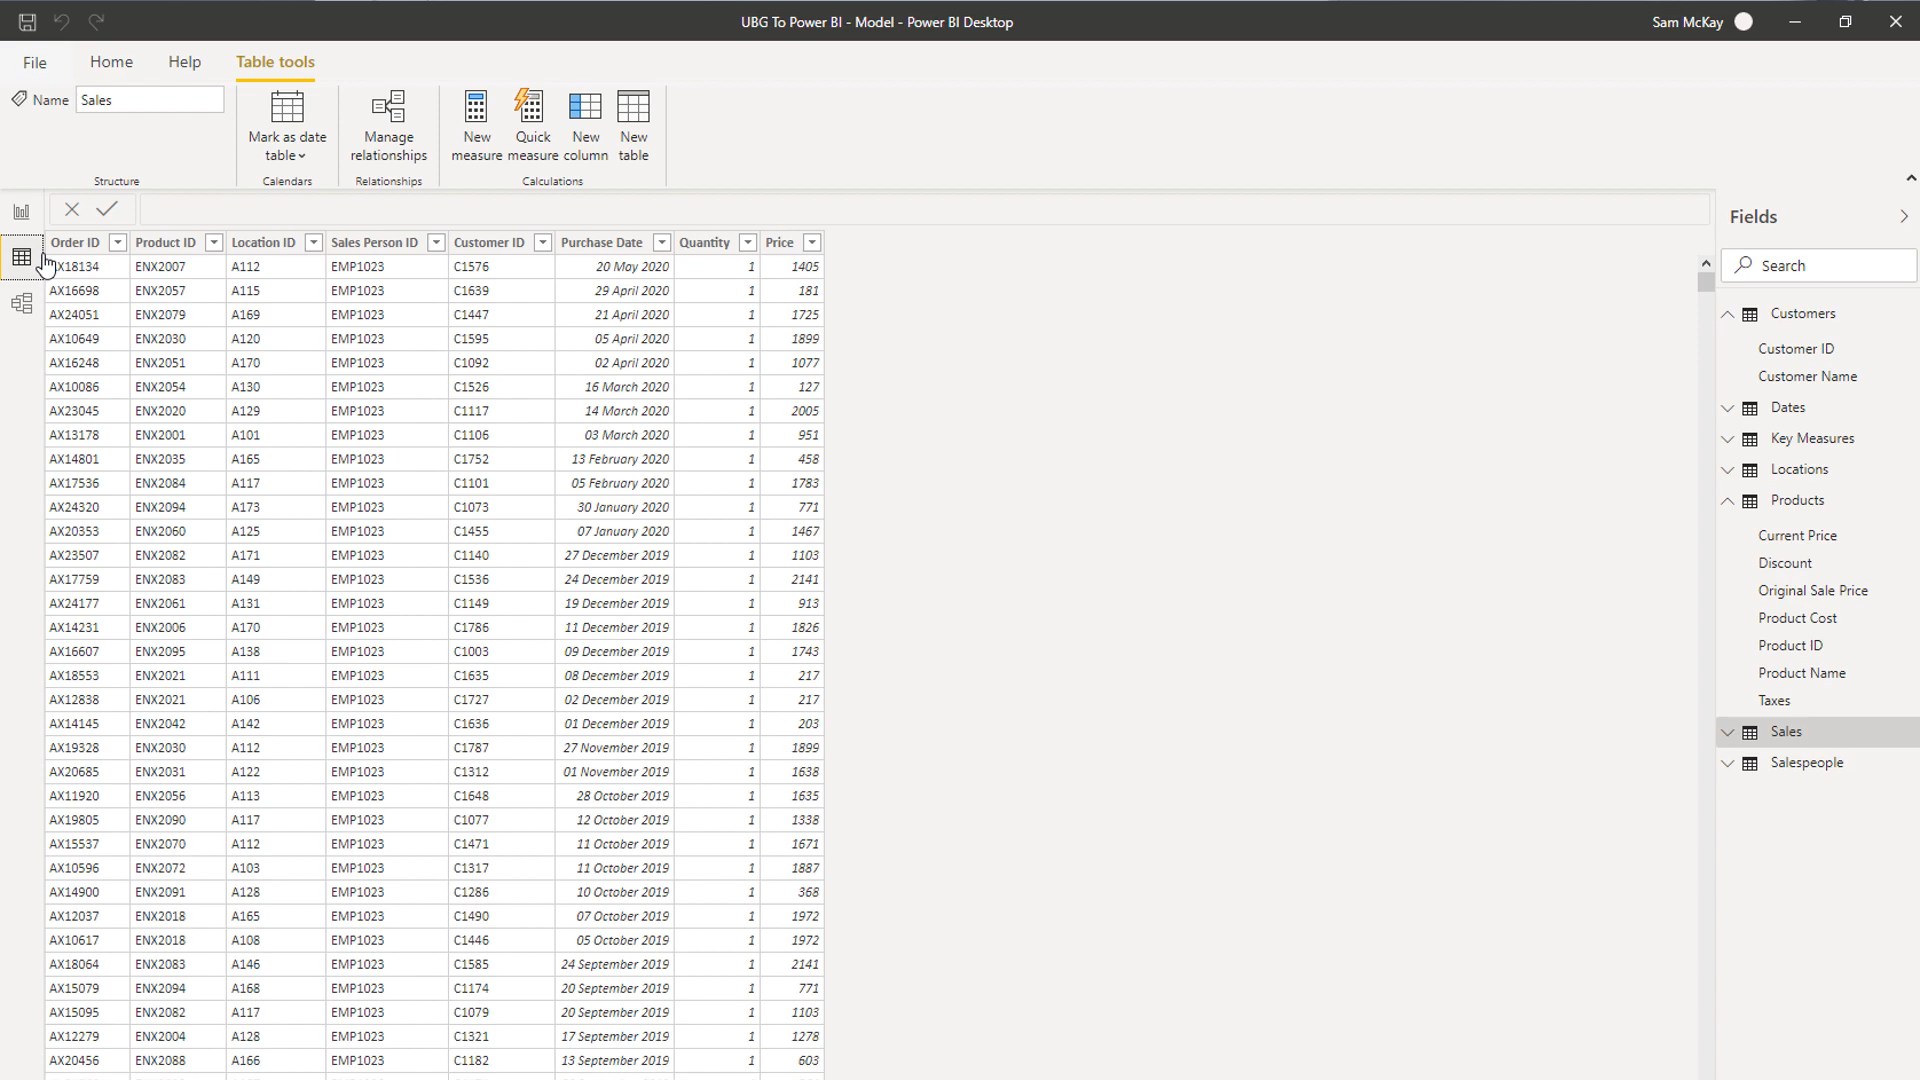 UBG To Power BI - Model - Power BI Desktop
Sam McKay
File Home Help Table tools
Name Sales
Mark as date table
Manage relationships
New measure
Quick measure
New column
New table
Structure Calendars Relationships Calculations
Order ID Product ID Location ID Sales Person ID Customer ID Purchase Date Quantity Price
X18134 ENX2007 A112 EMP1023 C1576 20 May 2020 1 1405
AX16698 ENX2057 A115 EMP1023 C1639 29 April 2020 1 181
AX24051 ENX2079 A169 EMP1023 C1447 21 April 2020 1 1725
AX10649 ENX2030 A120 EMP1023 C1595 05 April 2020 1 1899
AX16248 ENX2051 A170 EMP1023 C1092 02 April 2020 1 1077
AX10086 ENX2054 A130 EMP1023 C1526 16 March 2020 1 127
AX23045 ENX2020 A129 EMP1023 C1117 14 March 2020 1 2005
AX13178 ENX2001 A101 EMP1023 C1106 03 March 2020 1 951
AX14801 ENX2035 A165 EMP1023 C1752 13 February 2020 1 458
AX17536 ENX2084 A117 EMP1023 C1101 05 February 2020 1 1783
AX24320 ENX2094 A173 EMP1023 C1073 30 January 2020 1 771
AX20353 ENX2060 A125 EMP1023 C1455 07 January 2020 1 1467
AX23507 ENX2082 A171 EMP1023 C1140 27 December 2019 1 1103
AX17759 ENX2083 A149 EMP1023 C1536 24 December 2019 1 2141
AX24177 ENX2061 A131 EMP1023 C1149 19 December 2019 1 913
AX14231 ENX2006 A170 EMP1023 C1786 11 December 2019 1 1826
AX16607 ENX2095 A138 EMP1023 C1003 09 December 2019 1 1743
AX18553 ENX2021 A111 EMP1023 C1635 08 December 2019 1 217
AX12838 ENX2021 A106 EMP1023 C1727 02 December 2019 1 217
AX14145 ENX2042 A142 EMP1023 C1636 01 December 2019 1 203
AX19328 ENX2030 A112 EMP1023 C1787 27 November 2019 1 1899
AX20685 ENX2031 A122 EMP1023 C1312 01 November 2019 1 1638
AX11920 ENX2056 A113 EMP1023 C1648 28 October 2019 1 1635
AX19805 ENX2090 A117 EMP1023 C1077 12 October 2019 1 1338
AX15537 ENX2070 A112 EMP1023 C1471 11 October 2019 1 1671
AX10596 ENX2072 A103 EMP1023 C1317 11 October 2019 1 1887
AX14900 ENX2091 A128 EMP1023 C1286 10 October 2019 1 368
AX12037 ENX2018 A165 EMP1023 C1490 07 October 2019 1 1972
AX10617 ENX2018 A108 EMP1023 C1446 05 October 2019 1 1972
AX18064 ENX2083 A146 EMP1023 C1585 24 September 2019 1 2141
AX15079 ENX2094 A168 EMP1023 C1174 20 September 2019 1 771
AX15095 ENX2082 A117 EMP1023 C1079 20 September 2019 1 1103
AX12279 ENX2004 A128 EMP1023 C1321 17 September 2019 1 1278
AX20456 ENX2088 A166 EMP1023 C1182 13 September 2019 1 603
Fields
Search
Customers
Customer ID
Customer Name
Dates
Key Measures
Locations
Products
Current Price
Discount
Original Sale Price
Product Cost
Product ID
Product Name
Taxes
Sales
Salespeople